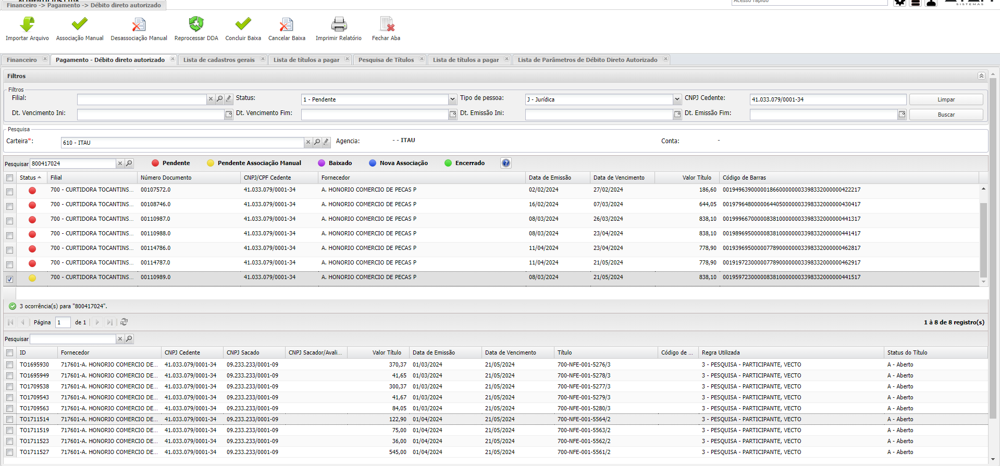 Financeiro -> Pagamento -> Débito direto autorizado
Acesso rápido
SISTEMAS
Importar Arquivo
Associação Manual
Desassociação Manual
Reprocessar DDA
Concluir Baixa
Cancelar Baixa
Imprimir Relatório
Fechar Aba
Financeiro
Pagamento - Débito direto autorizado
Lista de cadastros gerais
Lista de títulos a pagar
Pesquisa de Títulos
Lista de títulos a pagar
Lista de Parâmetros de Débito Direto Autorizado
Filtros
Filtros
Filial: Status: 1 - Pendente Tipo de pessoa: J - Jurídica CNPJ Cedente: 41.033.079/0001-34 Limpar
Dt. Vencimento Ini: Dt. Vencimento Fim: Dt. Emissão Ini: Dt. Emissão Fim: Buscar
Pesquisa
Carteira*: 610 - ITAU Agencia: - - ITAU Conta: -
Pesquisar 800417024 Pendente Pendente Associação Manual Baixado Nova Associação Encerrado
Status Filial Número Documento CNPJ/CPF Cedente Fornecedor Data de Emissão Data de Vencimento Valor Título Código de Barras
700 - CURTIDORA TOCANTINS... 00107572.0 41.033.079/0001-34 A. HONORIO COMERCIO DE PECAS P 02/02/2024 27/02/2024 186,60 00194963900000186600000003398332000000422217
700 - CURTIDORA TOCANTINS... 00108746.0 41.033.079/0001-34 A. HONORIO COMERCIO DE PECAS P 16/02/2024 07/03/2024 644,05 00197964800000644050000003398332000000430417
700 - CURTIDORA TOCANTINS... 00110987.0 41.033.079/0001-34 A. HONORIO COMERCIO DE PECAS P 08/03/2024 26/03/2024 838,10 00199966700000838100000003398332000000441317
700 - CURTIDORA TOCANTINS... 00110988.0 41.033.079/0001-34 A. HONORIO COMERCIO DE PECAS P 08/03/2024 23/04/2024 838,10 00198969500000838100000003398332000000441417
700 - CURTIDORA TOCANTINS... 00114786.0 41.033.079/0001-34 A. HONORIO COMERCIO DE PECAS P 11/04/2024 23/04/2024 778,90 00193969500000778900000003398332000000462817
700 - CURTIDORA TOCANTINS... 00114787.0 41.033.079/0001-34 A. HONORIO COMERCIO DE PECAS P 11/04/2024 21/05/2024 778,90 00191972300000778900000003398332000000462917
700 - CURTIDORA TOCANTINS... 00110989.0 41.033.079/0001-34 A. HONORIO COMERCIO DE PECAS P 08/03/2024 21/05/2024 838,10 00195972300000838100000003398332000000441517
3 ocorrência(s) para "800417024".
Página 1 de 1 1 à 8 de 8 registro(s)
Pesquisar
ID Fornecedor CNPJ Cedente CNPJ Sacado CNPJ Sacador/Avali... Valor Título Data de Emissão Data de Vencimento Título Código de ... Regra Utilizada Status do Título
TO1695930 717601-A. HONORIO COMERCIO DE... 41.033.079/0001-34 09.233.233/0001-09 370,37 01/03/2024 21/05/2024 700-NFE-001-5276/3 3 - PESQUISA - PARTICIPANTE, VECTO A - Aberto
TO1695949 717601-A. HONORIO COMERCIO DE... 41.033.079/0001-34 09.233.233/0001-09 41,65 01/03/2024 21/05/2024 700-NFE-001-5278/3 3 - PESQUISA - PARTICIPANTE, VECTO A - Aberto
TO1709538 717601-A. HONORIO COMERCIO DE... 41.033.079/0001-34 09.233.233/0001-09 300,37 01/03/2024 21/05/2024 700-NFE-001-5277/3 3 - PESQUISA - PARTICIPANTE, VECTO A - Aberto
TO1709543 717601-A. HONORIO COMERCIO DE... 41.033.079/0001-34 09.233.233/0001-09 41,67 01/03/2024 21/05/2024 700-NFE-001-5279/3 3 - PESQUISA - PARTICIPANTE, VECTO A - Aberto
TO1709563 717601-A. HONORIO COMERCIO DE... 41.033.079/0001-34 09.233.233/0001-09 84,05 01/03/2024 21/05/2024 700-NFE-001-5280/3 3 - PESQUISA - PARTICIPANTE, VECTO A - Aberto
TO1711514 717601-A. HONORIO COMERCIO DE... 41.033.079/0001-34 09.233.233/0001-09 122,90 01/04/2024 21/05/2024 700-NFE-001-5564/2 3 - PESQUISA - PARTICIPANTE, VECTO A - Aberto
TO1711519 717601-A. HONORIO COMERCIO DE... 41.033.079/0001-34 09.233.233/0001-09 75,00 01/04/2024 21/05/2024 700-NFE-001-5563/2 3 - PESQUISA - PARTICIPANTE, VECTO A - Aberto
TO1711523 717601-A. HONORIO COMERCIO DE... 41.033.079/0001-34 09.233.233/0001-09 36,00 01/04/2024 21/05/2024 700-NFE-001-5562/2 3 - PESQUISA - PARTICIPANTE, VECTO A - Aberto
TO1711527 717601-A. HONORIO COMERCIO DE... 41.033.079/0001-34 09.233.233/0001-09 545,00 01/04/2024 21/05/2024 700-NFE-001-5561/2 3 - PESQUISA - PARTICIPANTE, VECTO A - Aberto